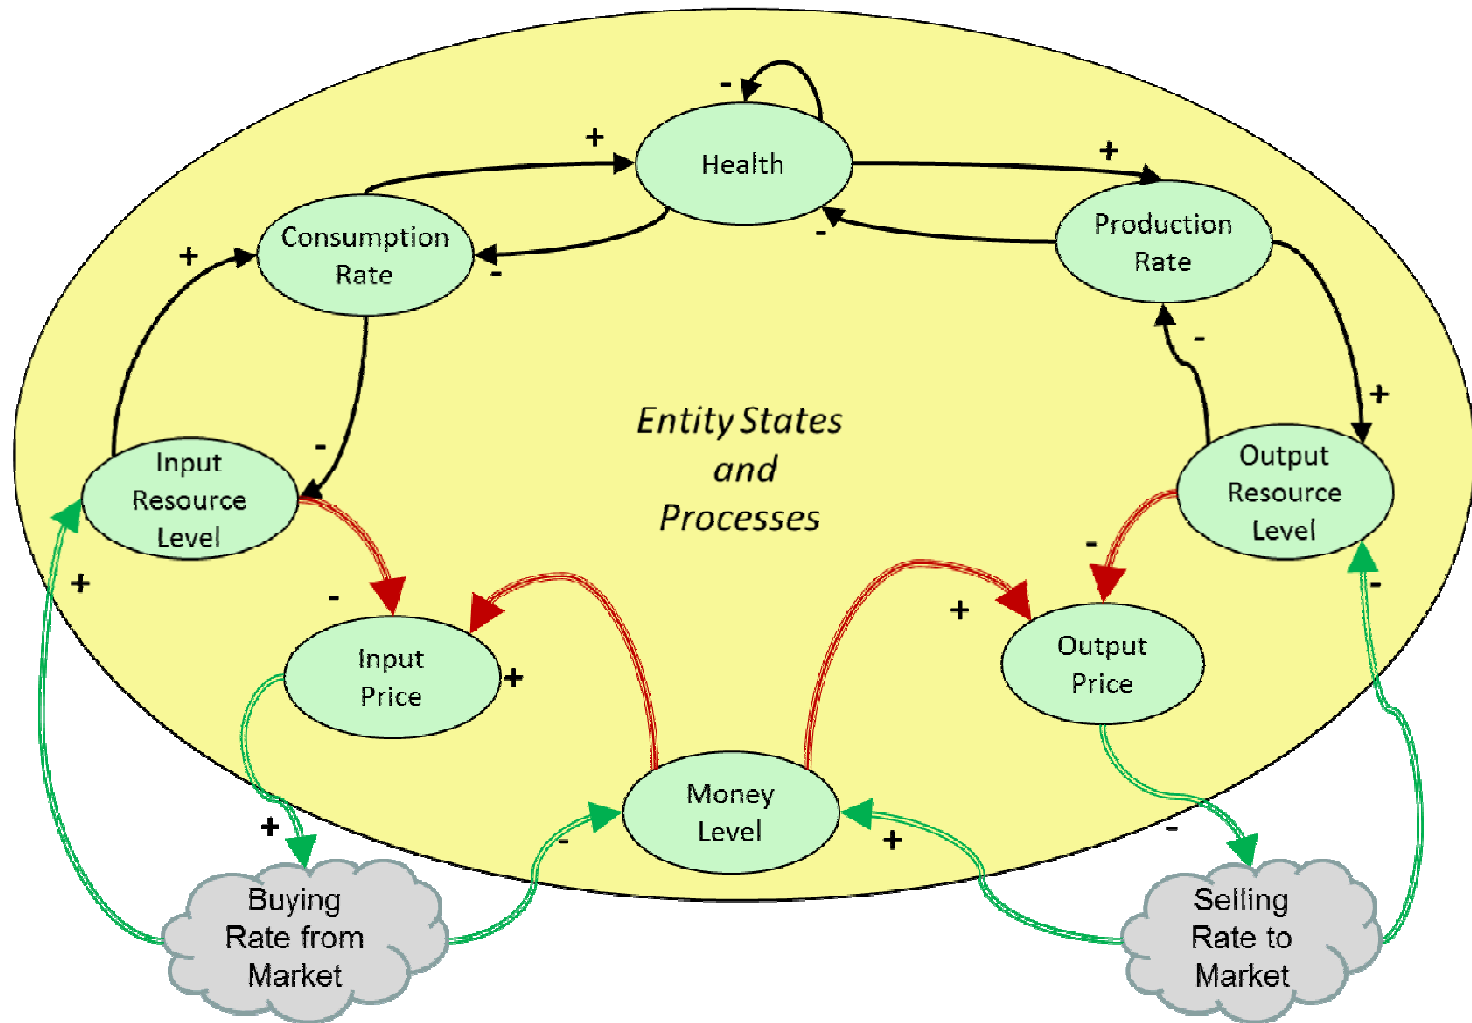 -
Health
+
+
Consumption
Rate
-
Production
Rate
-
+
-
Entity States
and
Processes
-
+
Input
Resource
Level
Output
Resource
Level
+
-
-
-
+
Input
Price
+
Output
Price
Money
Level
+
-
+
-
Buying
Rate from
Market
Selling
Rate to
Market